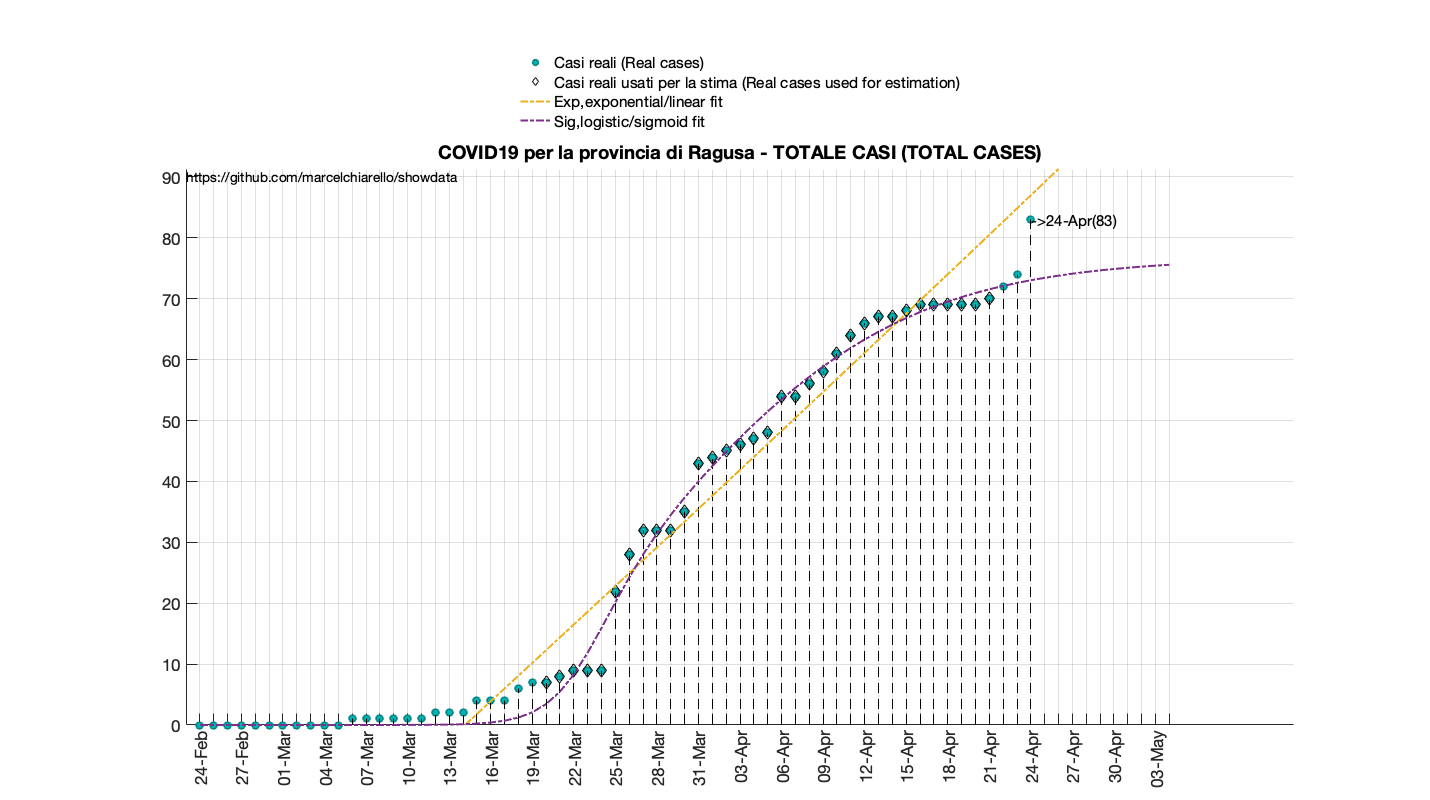 Casi reali (Real cases)
Casi reali usati per la stima (Real cases used for estimation)
Exp,exponential/linear fit
Sig,logistic/sigmoid fit
COVID19 per la provincia di Ragusa - TOTALE CASI (TOTAL CASES)
https://github.com/marcelchiarello/showdata
90
80
70
60
50
40
30
20
10
0
->24-Apr(83)
24-Feb
27-Feb
01-Mar
04-Mar
07-Mar
10-Mar
13-Mar
16-Mar
19-Mar
22-Mar
25-Mar
28-Mar
31-Mar
03-Apr
06-Apr
09-Apr
12-Apr
15-Apr
18-Apr
21-Apr
24-Apr
27-Apr
30-Apr
03-May